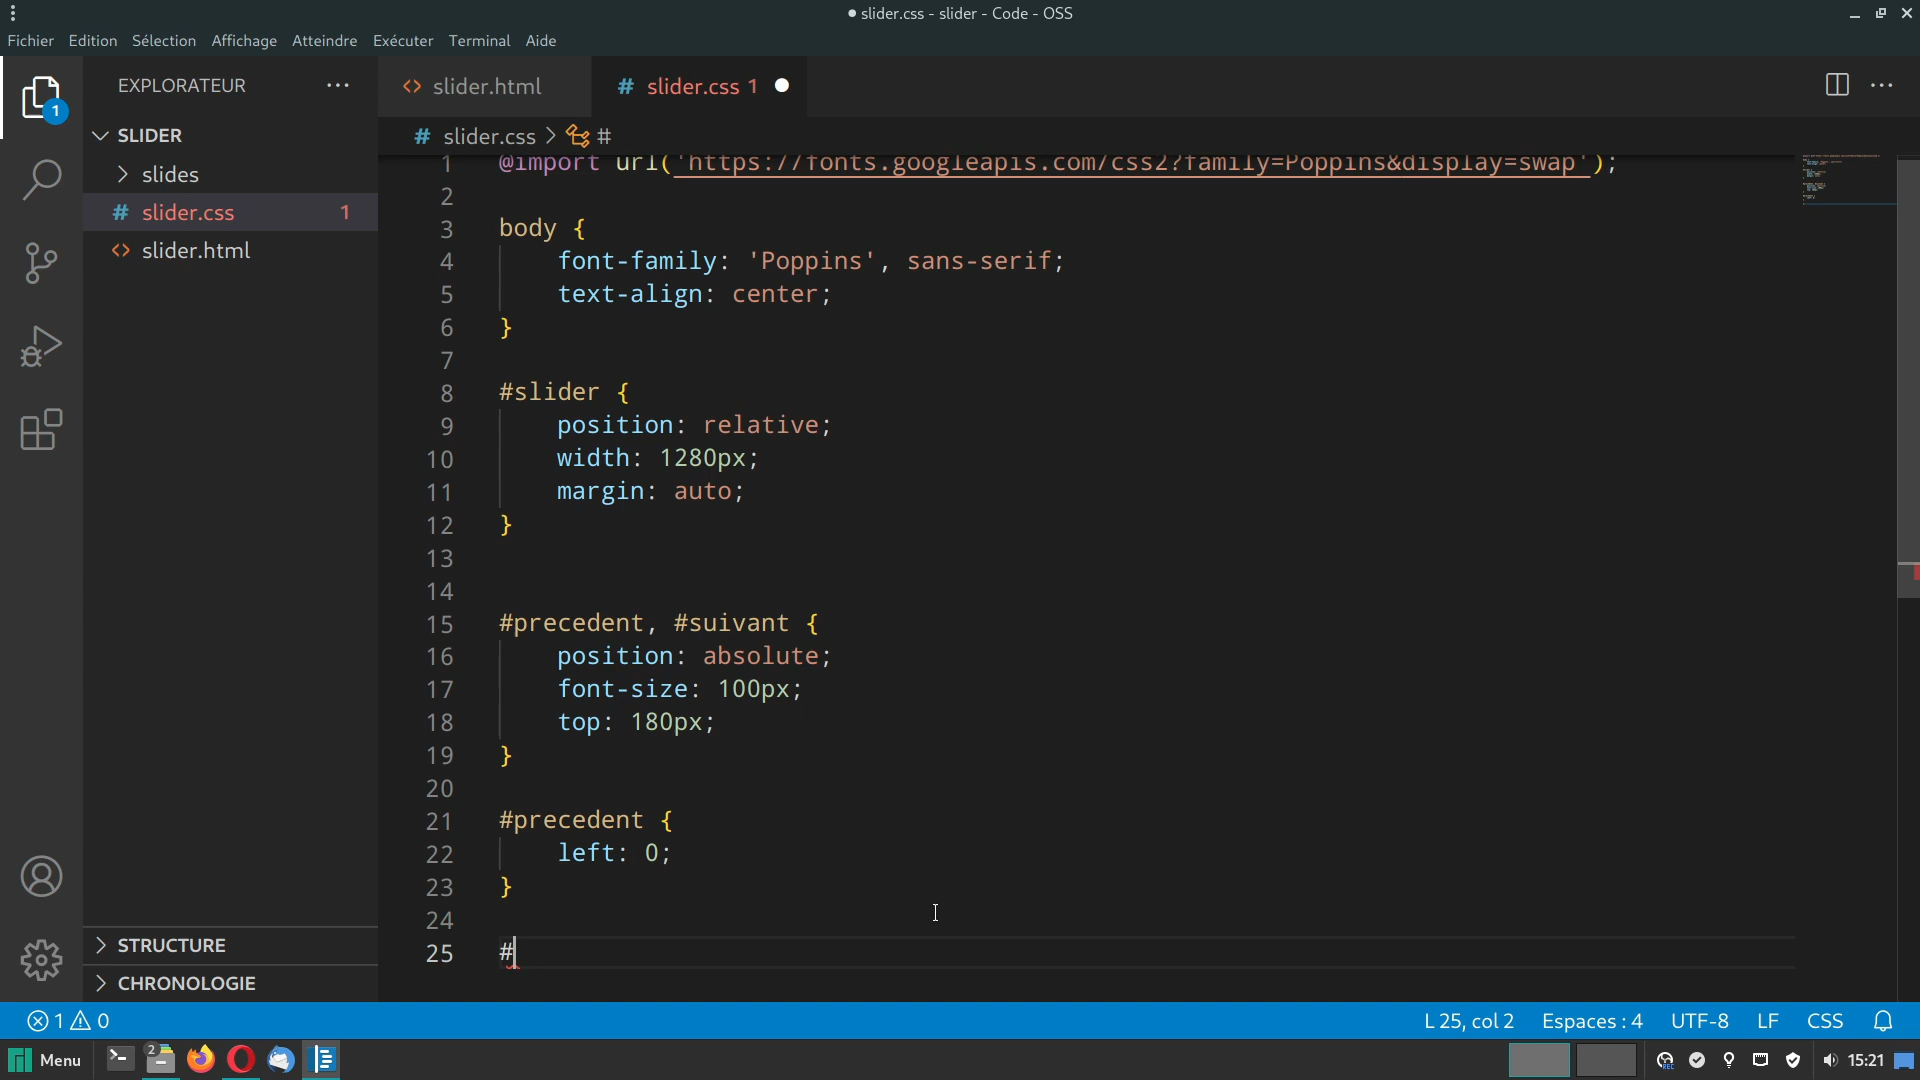 slider.css - slider - Code - OSS
Fichier Edition Sélection Affichage Atteindre Exécuter Terminal Aide
1
EXPLORATEUR
SLIDER
slides
# slider.css 1
<> slider.html
<> slider.html
# slider.css 1
# slider.css > #
1 @import url('https://fonts.googleapis.com/css2?family=Poppins&display=swap');
2
3 body {
4 font-family: 'Poppins', sans-serif;
5 text-align: center;
6 }
7
8 #slider {
9 position: relative;
10 width: 1280px;
11 margin: auto;
12 }
13
14
15 #precedent, #suivant {
16 position: absolute;
17 font-size: 100px;
18 top: 180px;
19 }
20
21 #precedent {
22 left: 0;
23 }
24
25 #
STRUCTURE
CHRONOLOGIE
1 0
L 25, col 2 Espaces : 4 UTF-8 LF CSS
Menu 2 REC 15:21